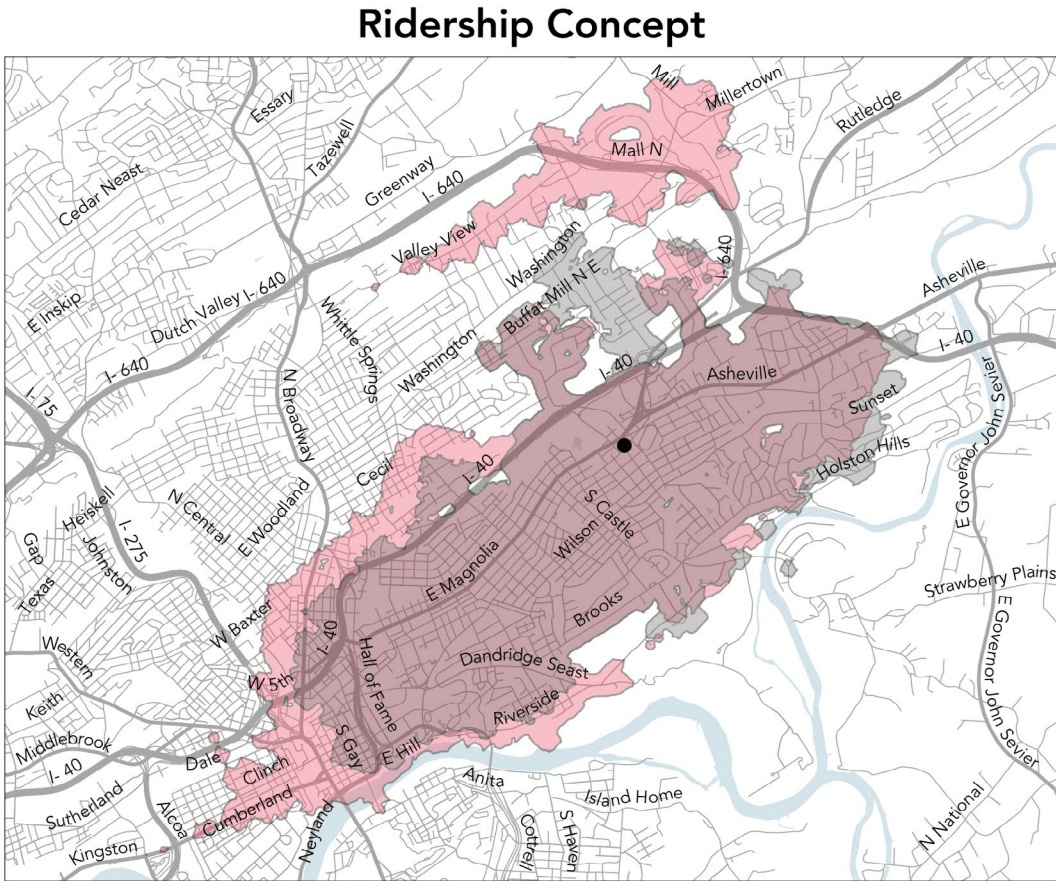 Ridership Concept
Mill
Millertown
Essary
Rutledge
Tazewell
Mall N
Greenway
I- 640
Cedar Neast
Valley View
Washington
I- 640
Buffat Mill N E
Asheville
E Inskip
Dutch Valley
I- 640
Whittle Springs
Washington
I- 640
I- 40
I- 40
Asheville
I- 75
N Broadway
Sunset
E Governor John Sevier
Cecil
I- 40
Holston Hills
Heiskell
N Central
E Woodland
S Castle
Wilson
I- 275
Gap
Johnston
Texas
E Magnolia
Strawberry Plains
Brooks
W Baxter
I- 40
Hall of Fame
E Governor John Sevier
Western
Dandridge Seast
W 5th
Keith
Riverside
S Gay
E Hill
Middlebrook
Dale
Clinch
I- 40
Anita
Island Home
Sutherland
Cumberland
Alcoa
Neyland
N National
Kingston
Cottrell
S Haven